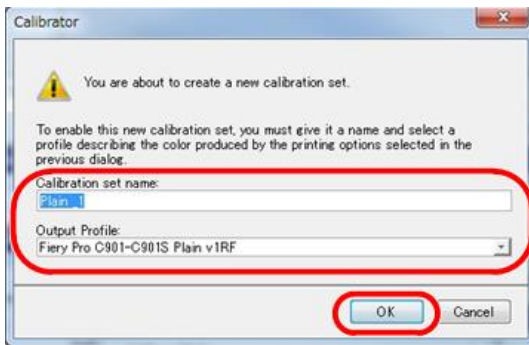 Calibrator
You are about to create a new calibration set.
To enable this new calibration set, you must give it a name and select a
profile describing the color produced by the printing options selected in the
previous dialog.
Calibration set name:
Plain _1
Output Profile:
Fiery Pro C901-C901S Plain v1RF
OK
Cancel